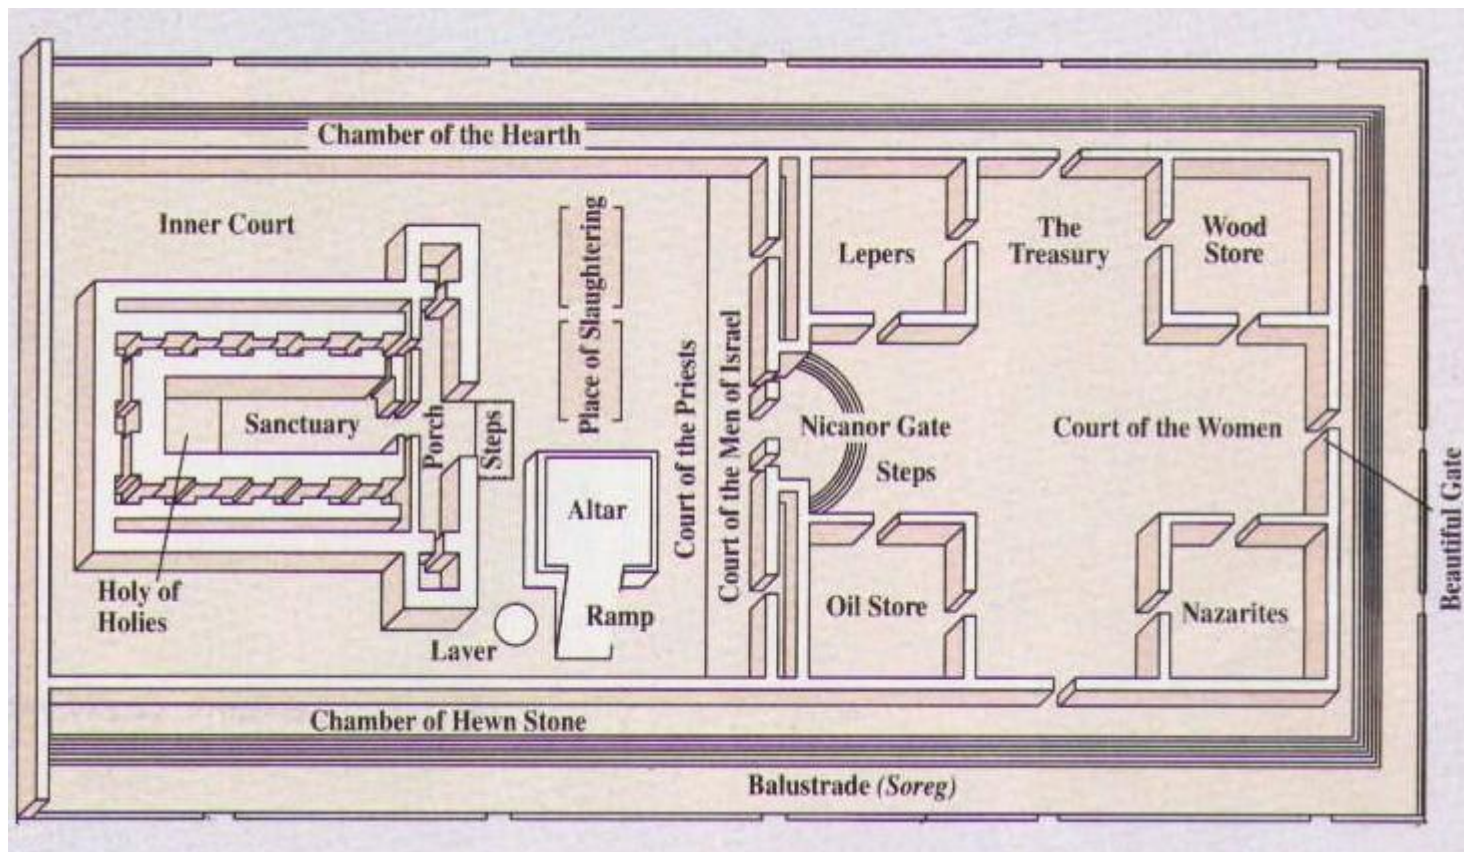 Chamber of the Hearth
Inner Court
Place of Slaughtering
Lepers
The
Treasury
Wood
Store
Court of the Priests
Court of the Men of Israel
Sanctuary
Porch
Steps
Nicanor Gate
Steps
Court of the Women
Beautiful Gate
Altar
Holy of
Holies
Ramp
Laver
Oil Store
Nazarites
Chamber of Hewn Stone
Balustrade (Soreg)